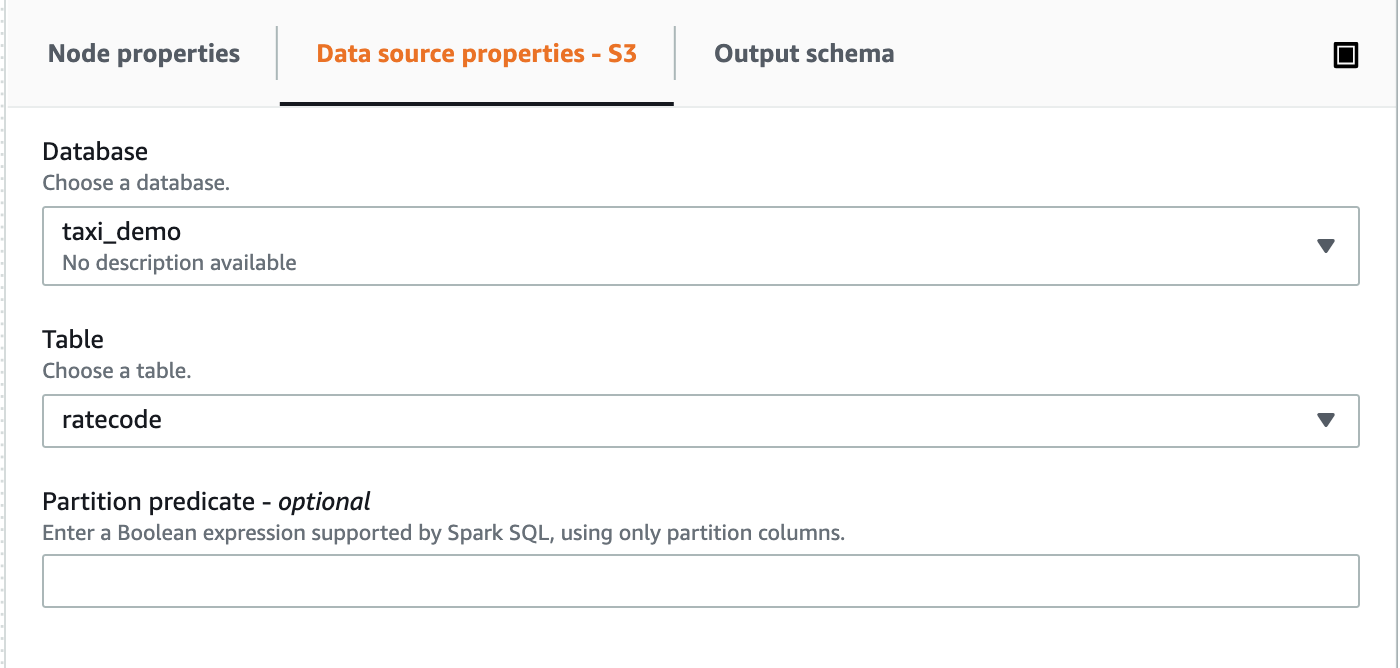 Node properties
Data source properties - S3
Output schema
Database
Choose a database.
taxi_demo
No description available
Table
Choose a table.
ratecode
Partition predicate - optional
Enter a Boolean expression supported by Spark SQL, using only partition columns.